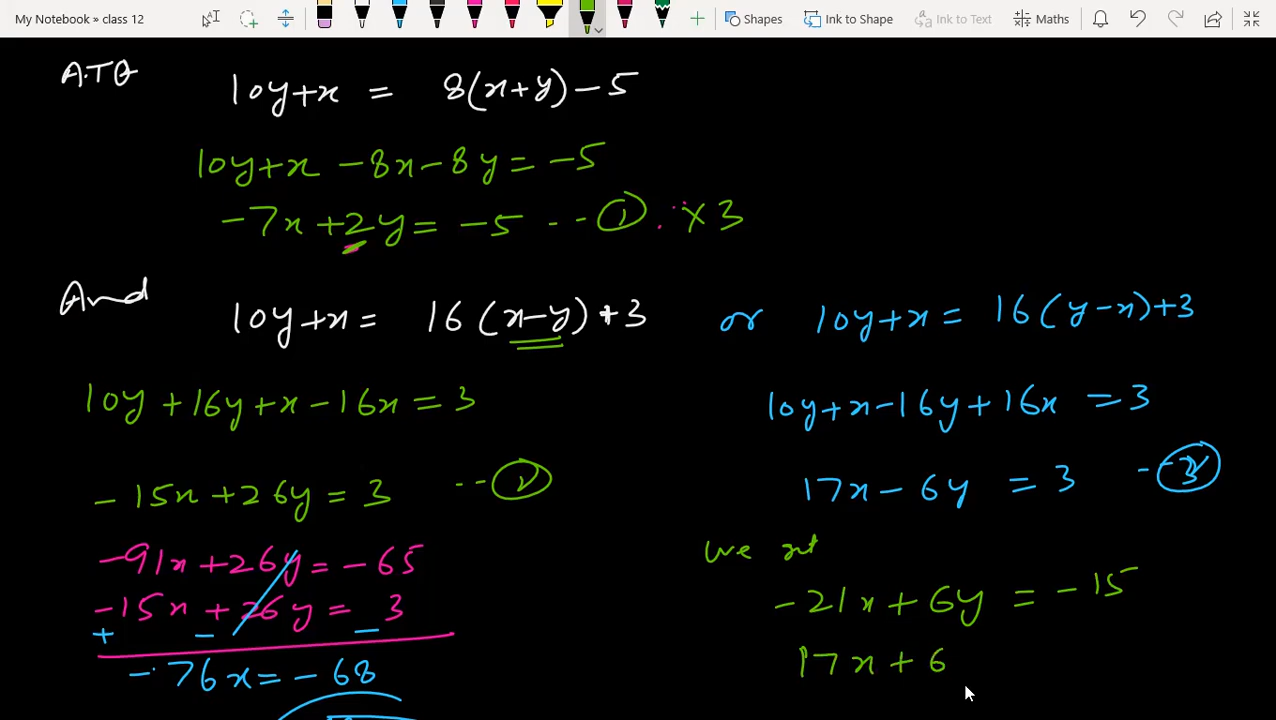 My Notebook » class 12
Shapes
Ink to Shape
Ink to Text
Maths
A.T.Q 10y+x = 8(x+y)-5
10y+x -8x-8y = -5
-7x+2y = -5 -- ① × 3
And 10y+x = 16(x-y)+3 or 10y+x = 16(y-x)+3
10y+16y+x-16x = 3 10y+x-16y+16x = 3
-15x+26y = 3 --② 17x-6y = 3
-91x+26y = -65 we
-15x+26y = 3 -21x+6y = -15
+ - -
-76x = -68 17x+6